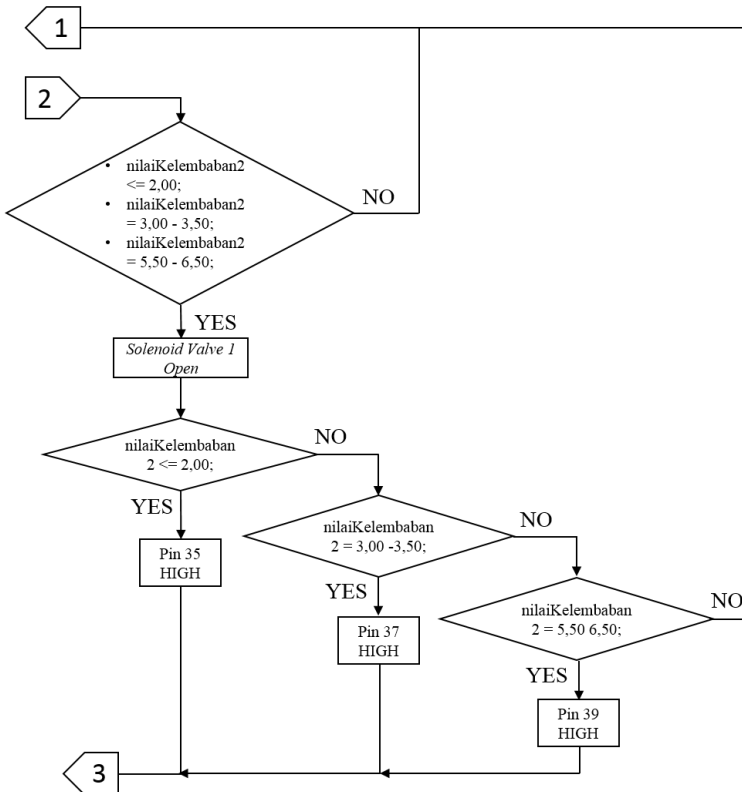 1
2
• nilaiKelembaban2
<= 2,00;
• nilaiKelembaban2
= 3,00 - 3,50;
• nilaiKelembaban2
= 5,50 - 6,50;
NO
YES
Solenoid Valve 1
Open
nilaiKelembaban
2 <= 2,00;
NO
YES
Pin 35
HIGH
nilaiKelembaban
2 = 3,00 -3,50;
NO
YES
Pin 37
HIGH
nilaiKelembaban
2 = 5,50 6,50;
NO
YES
Pin 39
HIGH
3